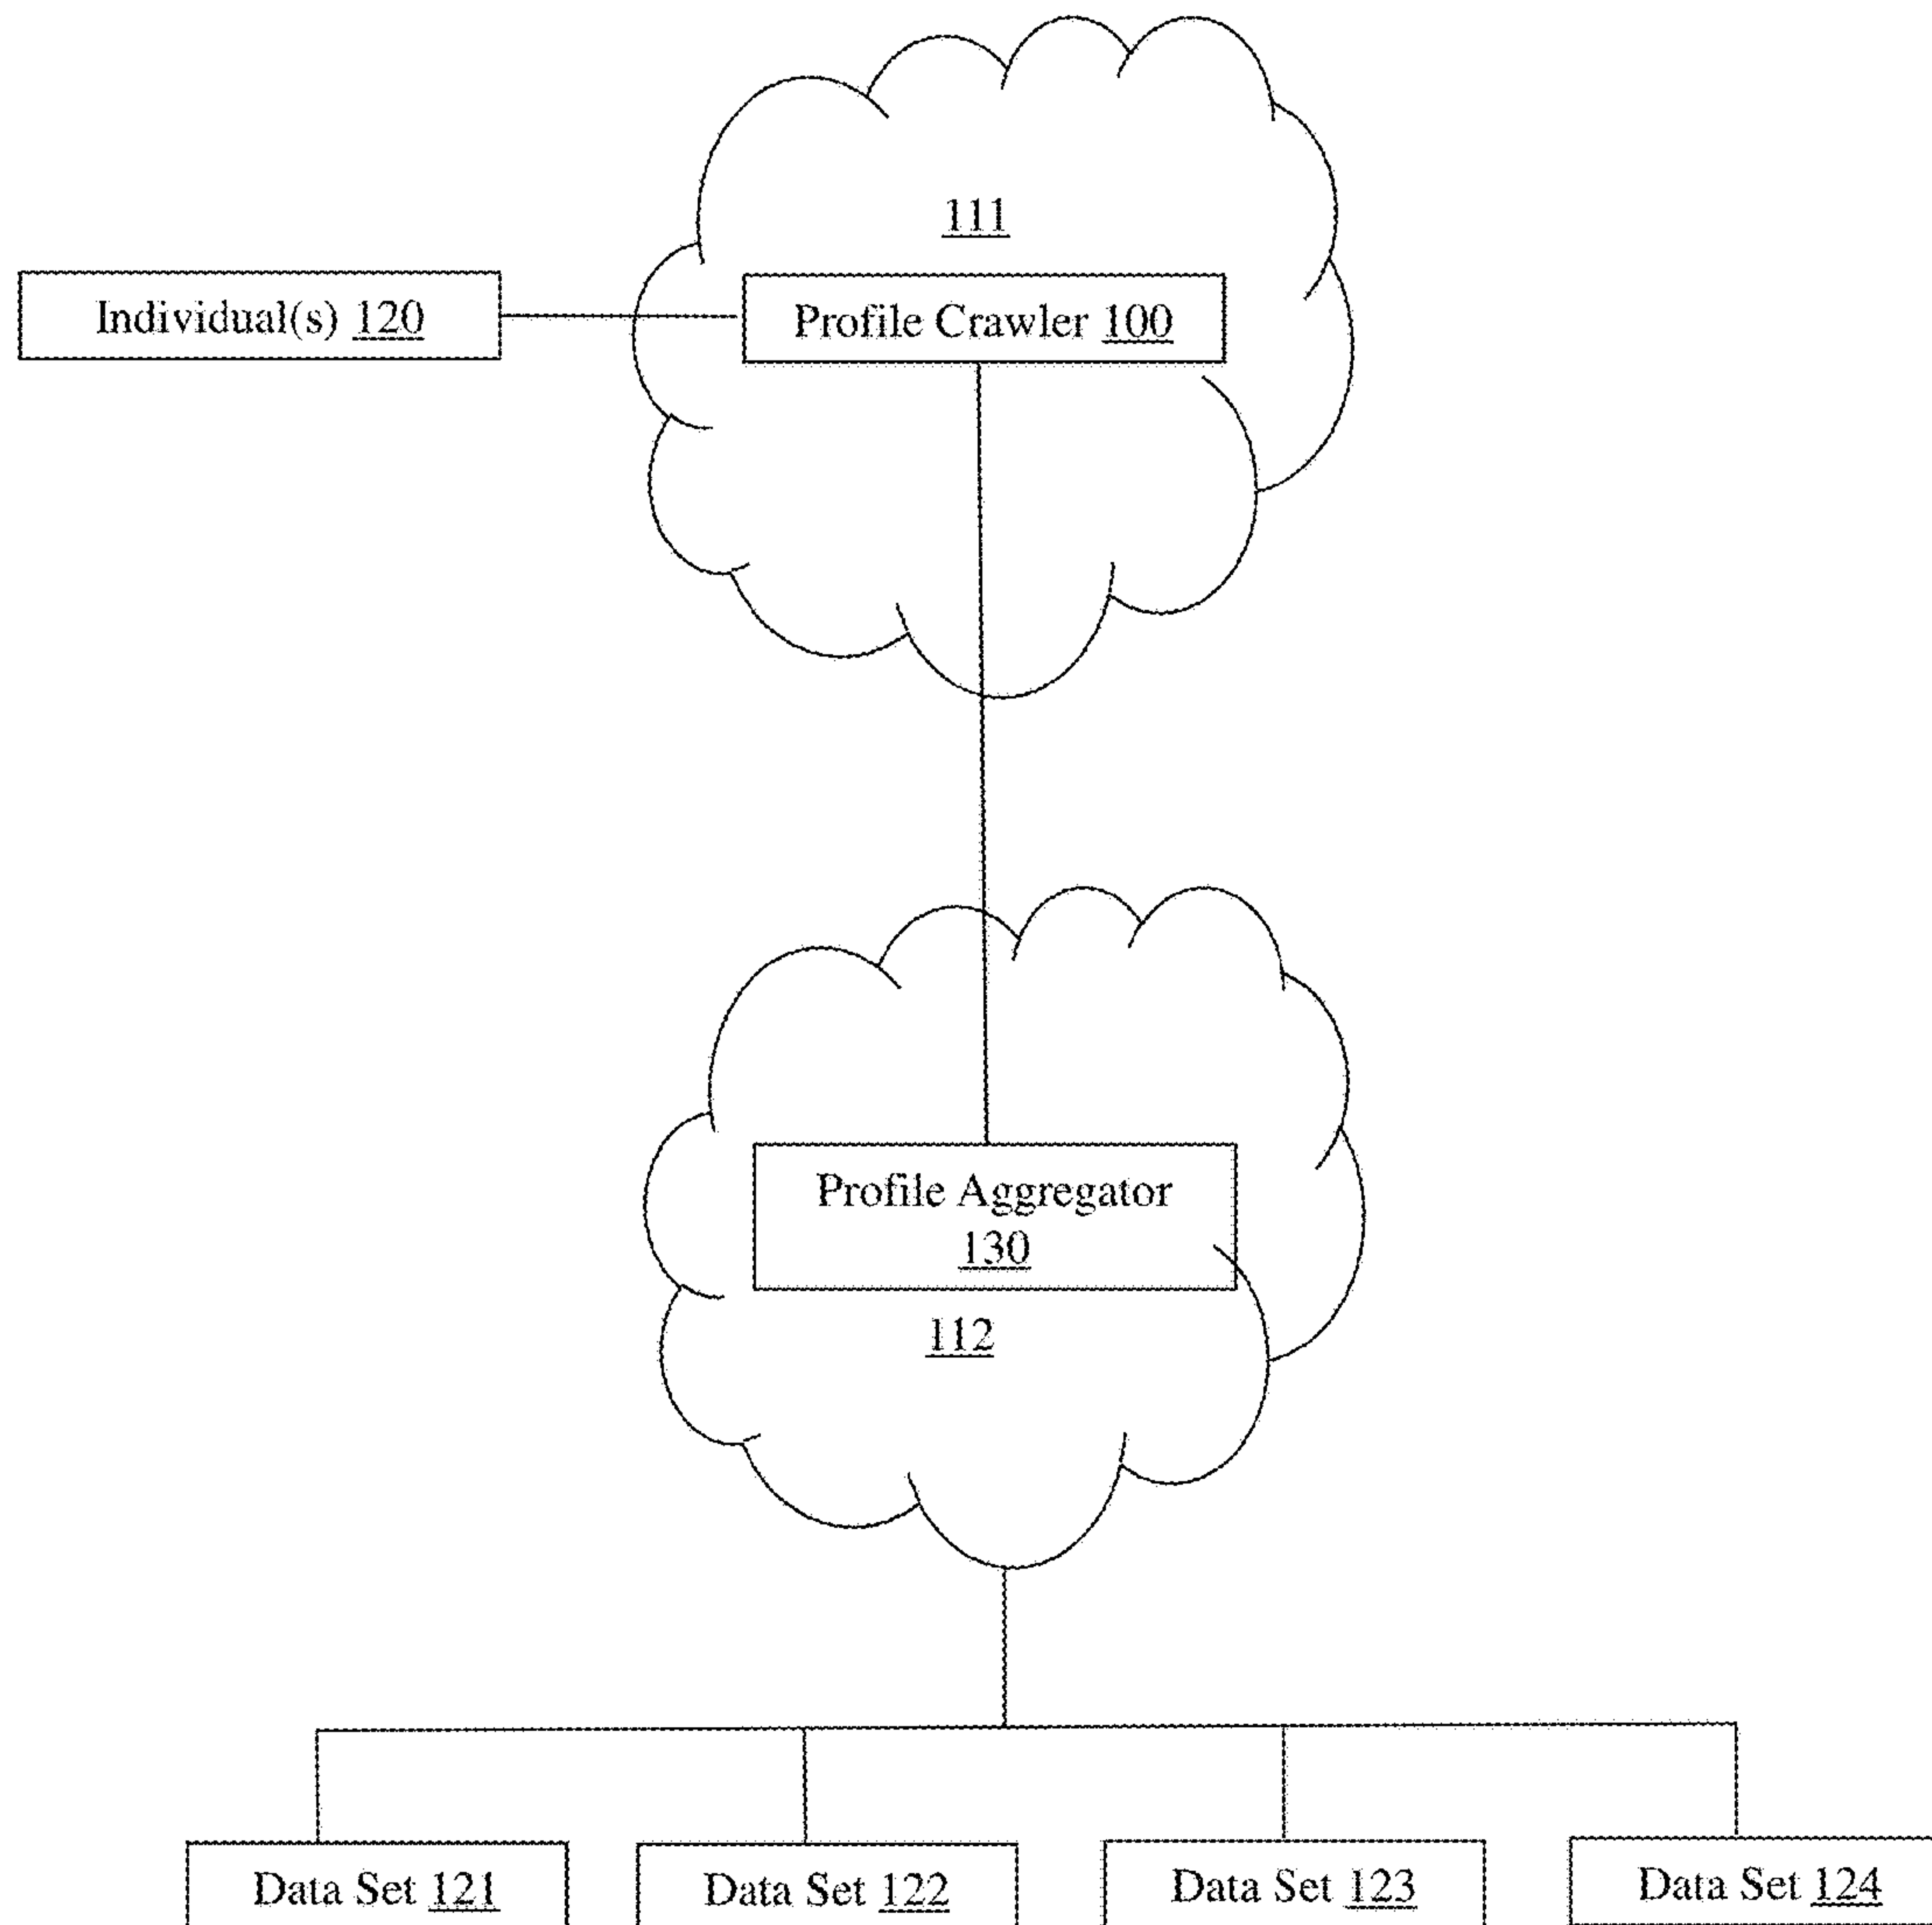 111
Individual(s) 120
Profile Crawler 100
Profile Aggregator
130
112
Data Set 121
Data Set 122
Data Set 123
Data Set 124